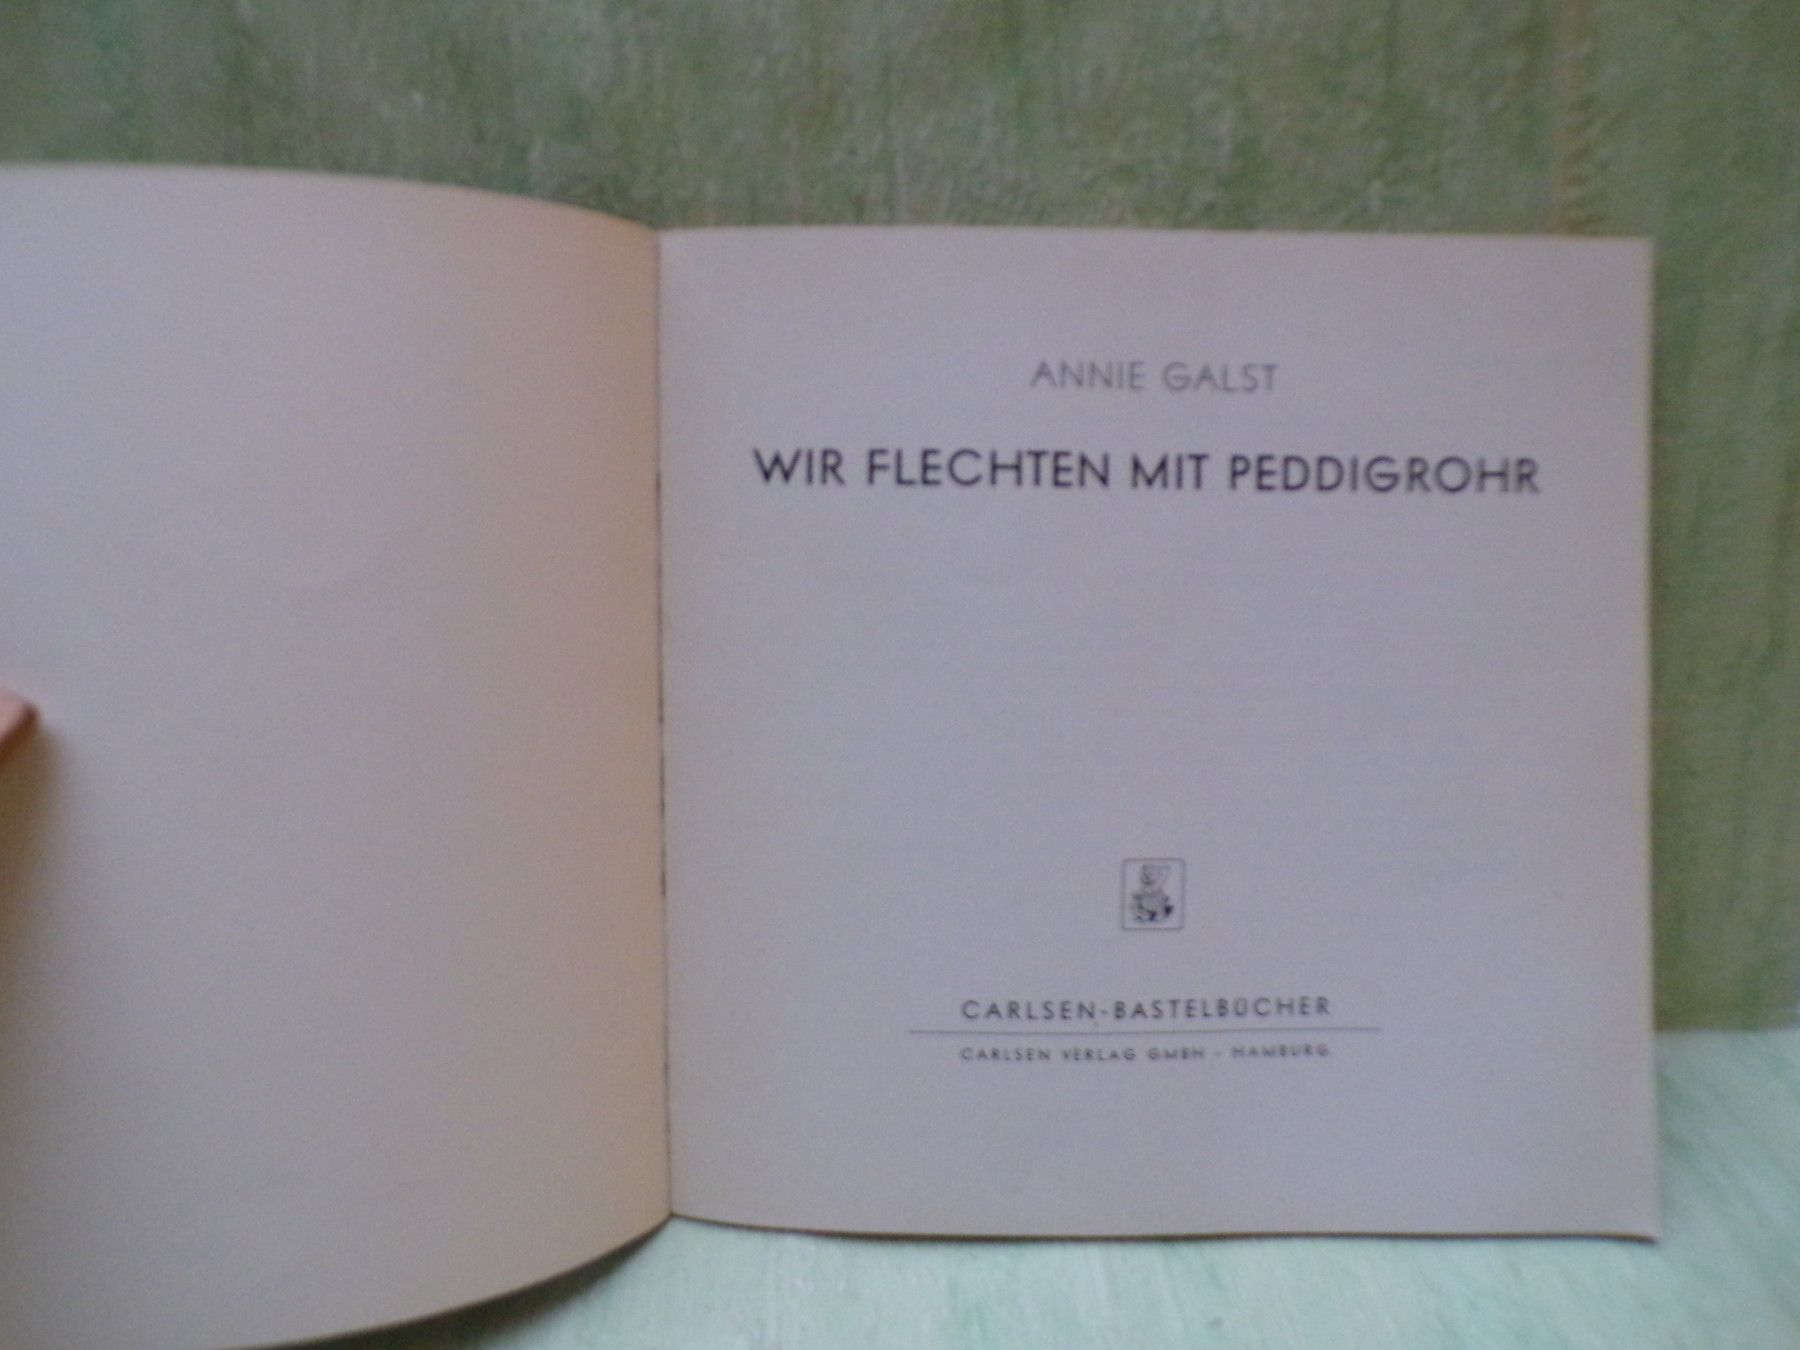 ANNIE GALST
WIR FLECHTEN MIT PEDDIGROHR
CARLSEN-BASTELBÜCHER
CARLSEN VERLAG GMBH · HAMBURG